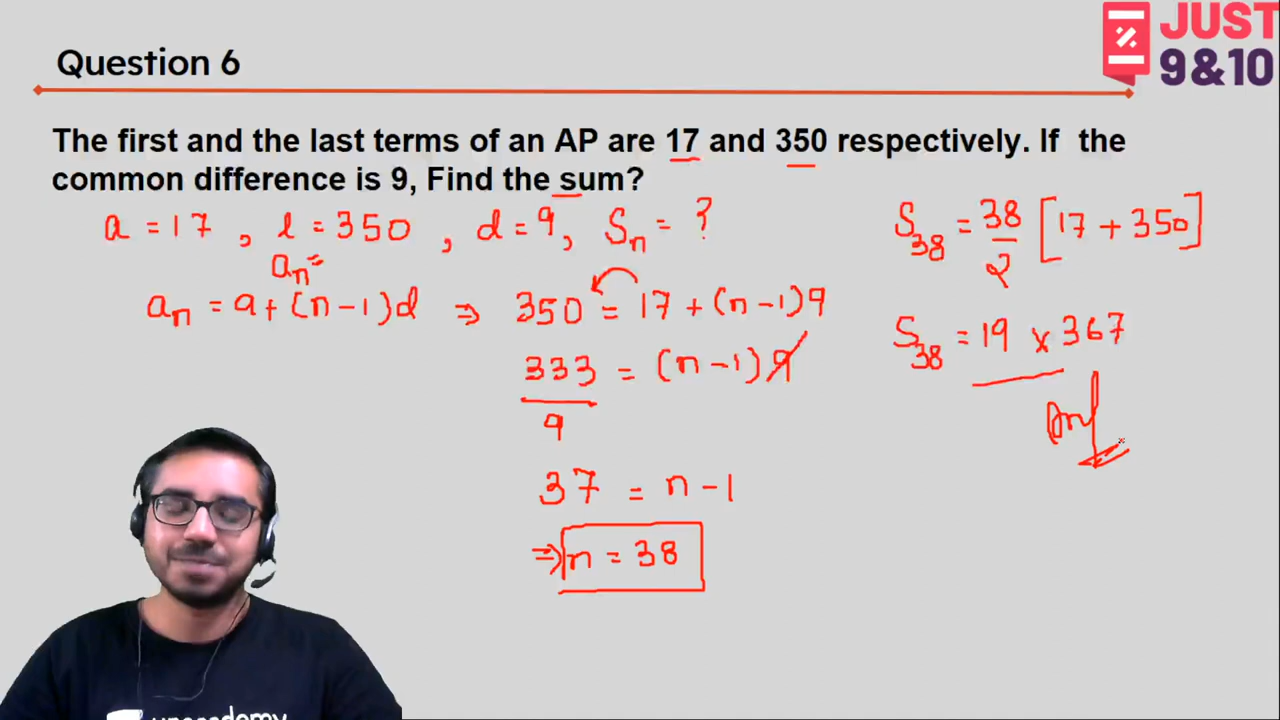 JUST
9&10
Question 6
The first and the last terms of an AP are 17 and 350 respectively. If the
common difference is 9, Find the sum?
a = 17 , l = 350 , d = 9, Sn = ?
an =
an = a + (n-1)d ⇒ 350 = 17 + (n-1)9
333 = (n-1)9
9
37 = n-1
⇒ n = 38
S38 = 38/2 [17 + 350]
S38 = 19 × 367
Ans